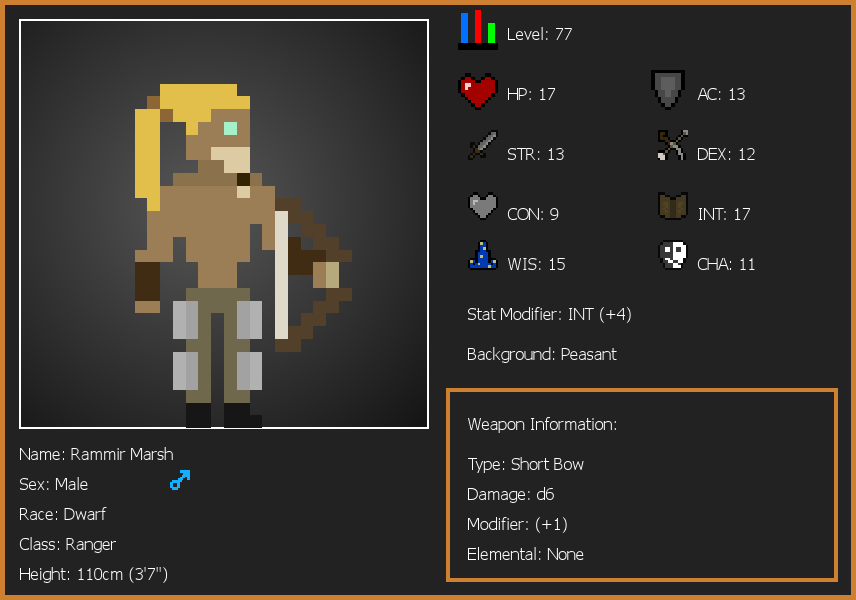 Level: 77
HP: 17
AC: 13
STR: 13
DEX: 12
CON: 9
INT: 17
WIS: 15
CHA: 11
Stat Modifier: INT (+4)
Background: Peasant
Weapon Information:
Type: Short Bow
Damage: d6
Modifier: (+1)
Elemental: None
Name: Rammir Marsh
Sex: Male
Race: Dwarf
Class: Ranger
Height: 110cm (3'7")